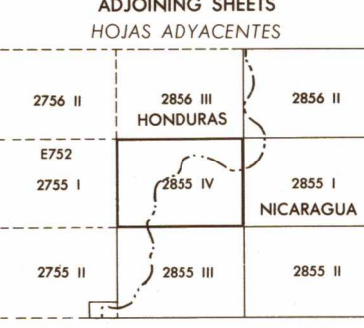 ADJOINING SHEETS
HOJAS ADYACENTES
2756 II
2856 III
2856 II
HONDURAS
E752
2755 I
2855 IV
2855 I
NICARAGUA
2755 II
2855 III
2855 II